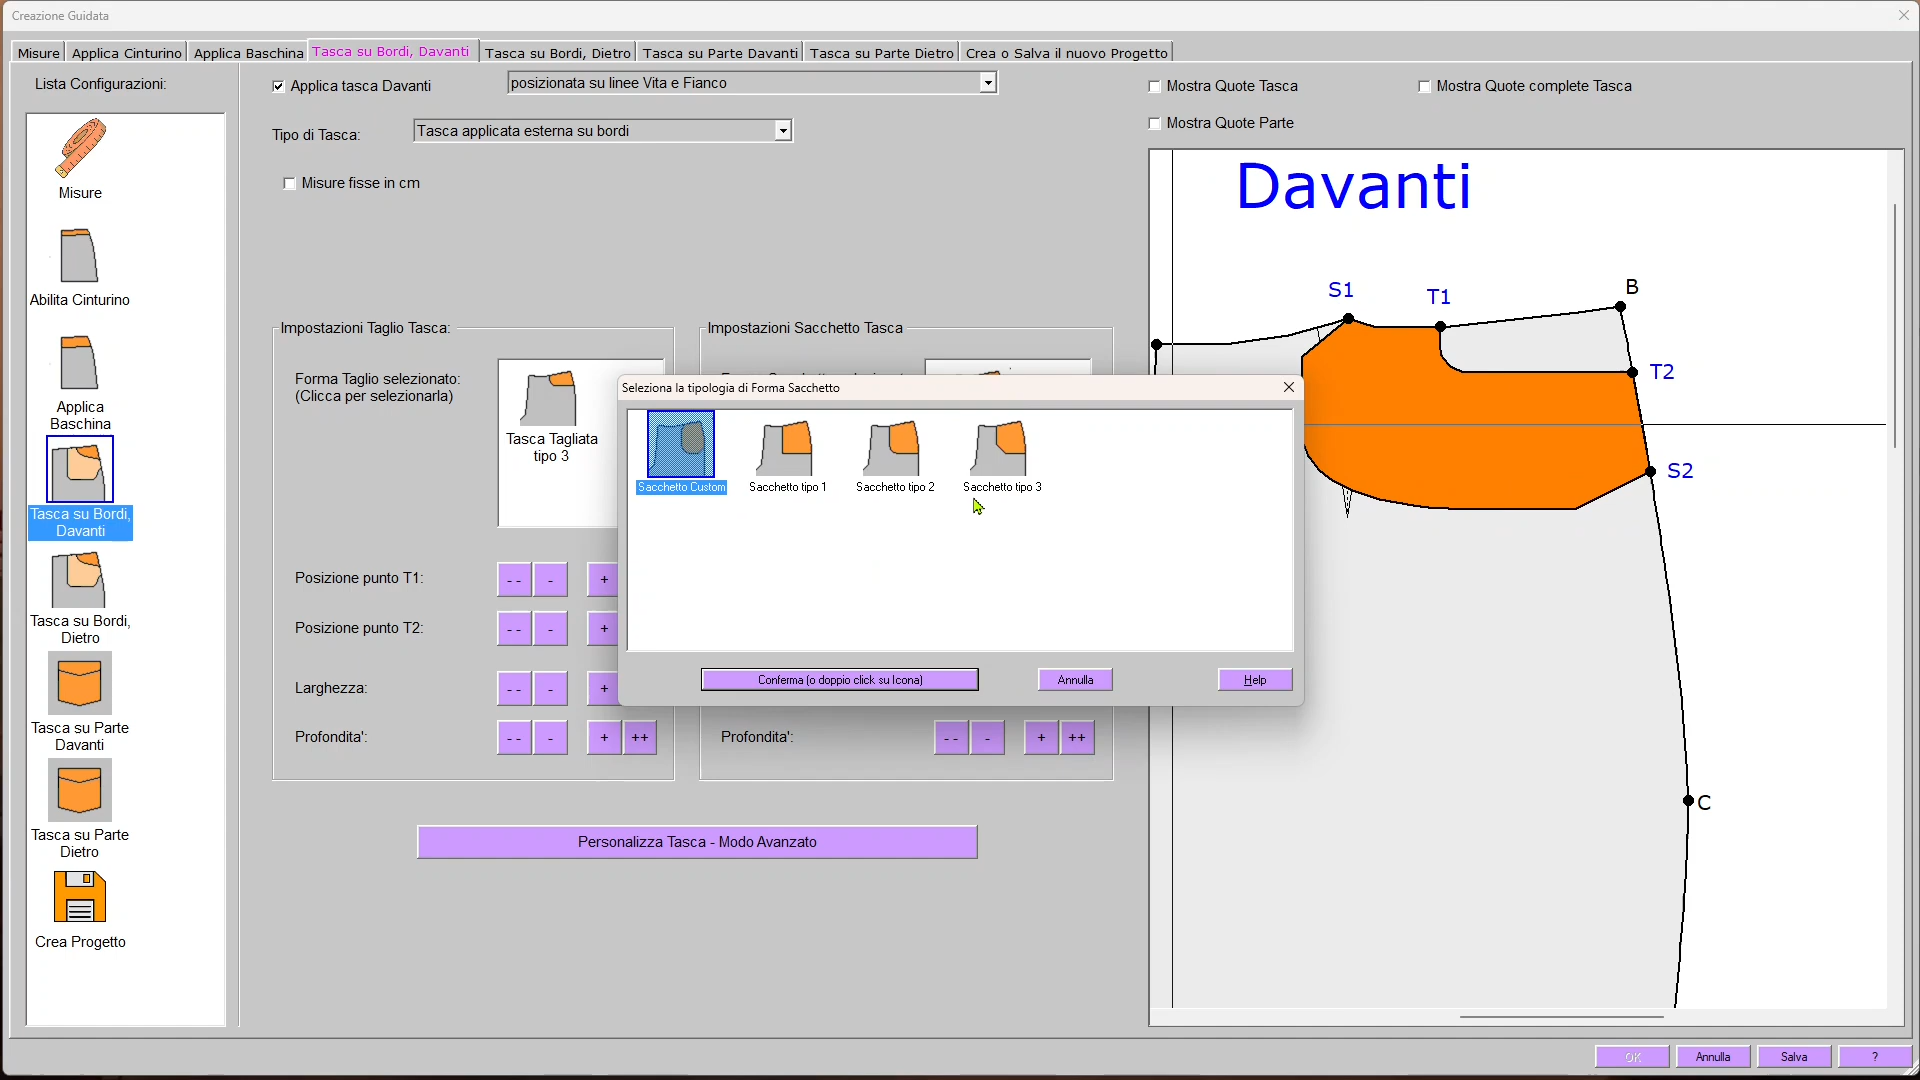 Creazione Guidata
Misure
Applica Cinturino
Applica Baschina
Tasca su Bordi, Davanti
Tasca su Bordi, Dietro
Tasca su Parte Davanti
Tasca su Parte Dietro
Crea o Salva il nuovo Progetto
Lista Configurazioni:
Misure
Abilita Cinturino
Applica
Baschina
Tasca su Bordi,
Davanti
Tasca su Bordi,
Dietro
Tasca su Parte
Davanti
Tasca su Parte
Dietro
Crea Progetto
Applica tasca Davanti
posizionata su linee Vita e Fianco
Tipo di Tasca:
Tasca applicata esterna su bordi
Misure fisse in cm
Impostazioni Taglio Tasca:
Forma Taglio selezionato:
(Clicca per selezionarla)
Tasca Tagliata
tipo 3
Posizione punto T1:
-- - +
Posizione punto T2:
-- - +
Larghezza:
-- - +
Profondita':
-- - + ++
Impostazioni Sacchetto Tasca
Profondita':
-- - + ++
Personalizza Tasca - Modo Avanzato
Seleziona la tipologia di Forma Sacchetto
Sacchetto Custom
Sacchetto tipo 1
Sacchetto tipo 2
Sacchetto tipo 3
Conferma (o doppio click su Icona)
Annulla
Help
Mostra Quote Tasca
Mostra Quote complete Tasca
Mostra Quote Parte
Davanti
S1
T1
B
T2
S2
C
OK
Annulla
Salva
?